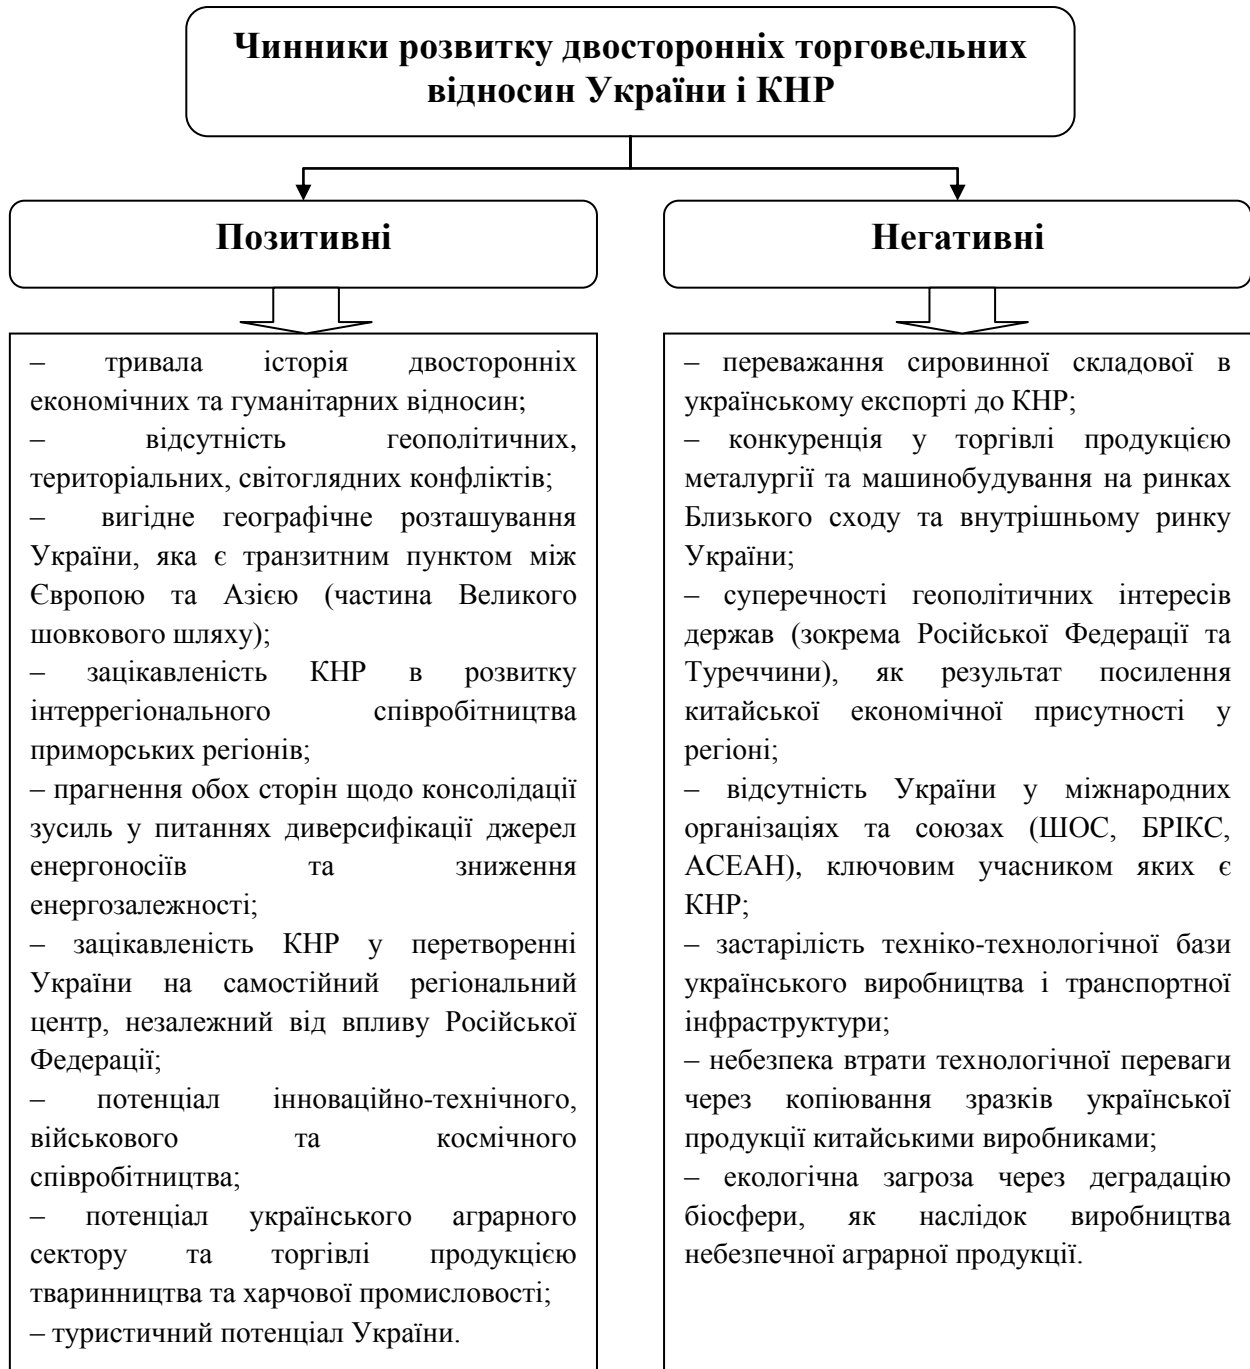 Чинники розвитку двосторонніх торговельних
відносин України і КНР
Позитивні
– тривала історія двосторонніх
економічних та гуманітарних відносин;
– відсутність геополітичних,
територіальних, світоглядних конфліктів;
– вигідне географічне розташування
України, яка є транзитним пунктом між
Європою та Азією (частина Великого
шовкового шляху);
– зацікавленість КНР в розвитку
інтеррегіонального співробітництва
приморських регіонів;
– прагнення обох сторін щодо консолідації
зусиль у питаннях диверсифікації джерел
енергоносіїв та зниження
енергозалежності;
– зацікавленість КНР у перетворенні
України на самостійний регіональний
центр, незалежний від впливу Російської
Федерації;
– потенціал інноваційно-технічного,
військового та космічного
співробітництва;
– потенціал українського аграрного
сектору та торгівлі продукцією
тваринництва та харчової промисловості;
– туристичний потенціал України.
Негативні
– переважання сировинної складової в
українському експорті до КНР;
– конкуренція у торгівлі продукцією
металургії та машинобудування на ринках
Близького сходу та внутрішньому ринку
України;
– суперечності геополітичних інтересів
держав (зокрема Російської Федерації та
Туреччини), як результат посилення
китайської економічної присутності у
регіоні;
– відсутність України у міжнародних
організаціях та союзах (ШОС, БРІКС,
АСЕАН), ключовим учасником яких є
КНР;
– застарілість техніко-технологічної бази
українського виробництва і транспортної
інфраструктури;
– небезпека втрати технологічної переваги
через копіювання зразків української
продукції китайськими виробниками;
– екологічна загроза через деградацію
біосфери, як наслідок виробництва
небезпечної аграрної продукції.